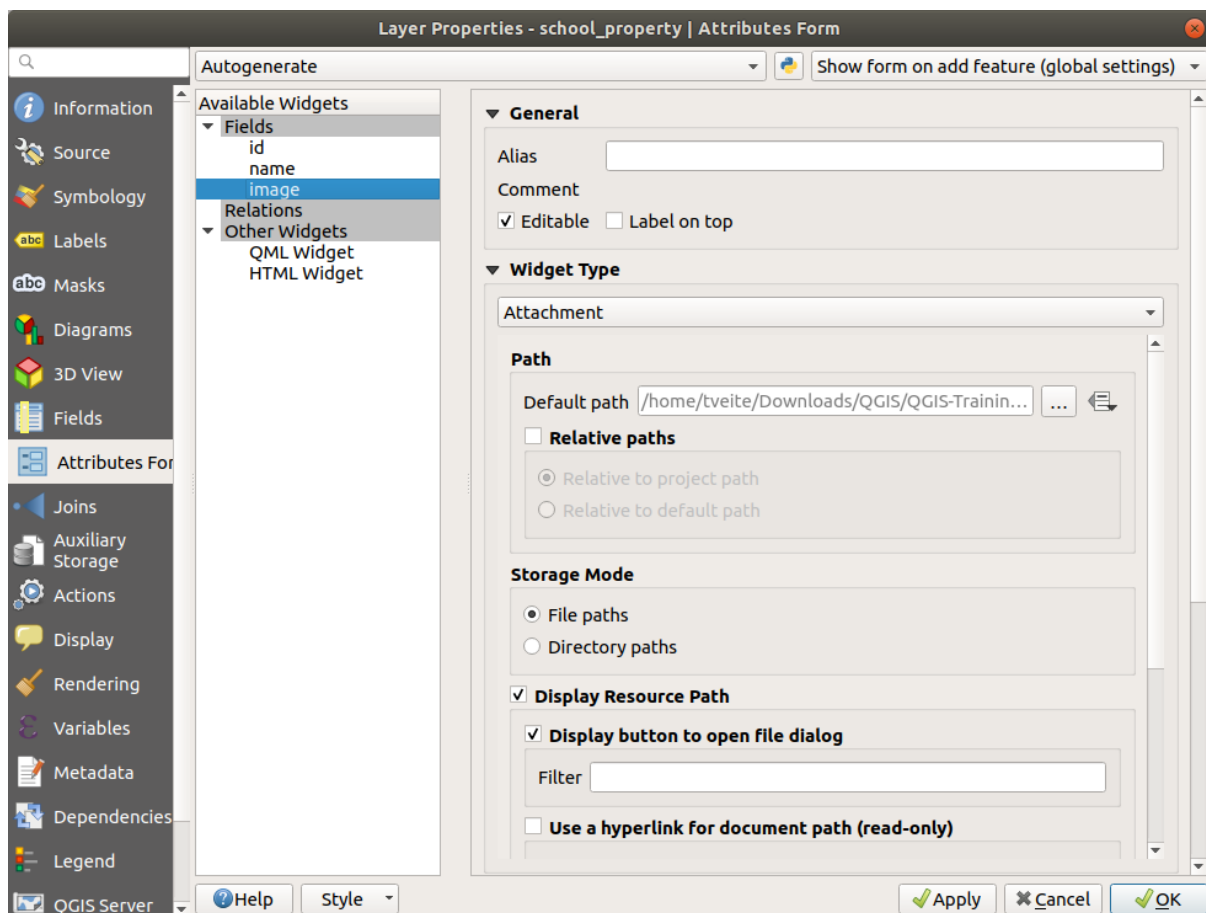 Layer Properties - school_property | Attributes Form
Autogenerate
Show form on add feature (global settings)
Information
Source
Symbology
abc Labels
abc Masks
Diagrams
3D View
Fields
Attributes For
Joins
Auxiliary
Storage
Actions
Display
Rendering
Variables
Metadata
Dependencies
Legend
QGIS Server
Available Widgets
Fields
id
name
image
Relations
Other Widgets
QML Widget
HTML Widget
General
Alias
Comment
Editable Label on top
Widget Type
Attachment
Path
Default path /home/tveite/Downloads/QGIS/QGIS-Trainin... ...
Relative paths
Relative to project path
Relative to default path
Storage Mode
File paths
Directory paths
Display Resource Path
Display button to open file dialog
Filter
Use a hyperlink for document path (read-only)
Help Style Apply Cancel OK